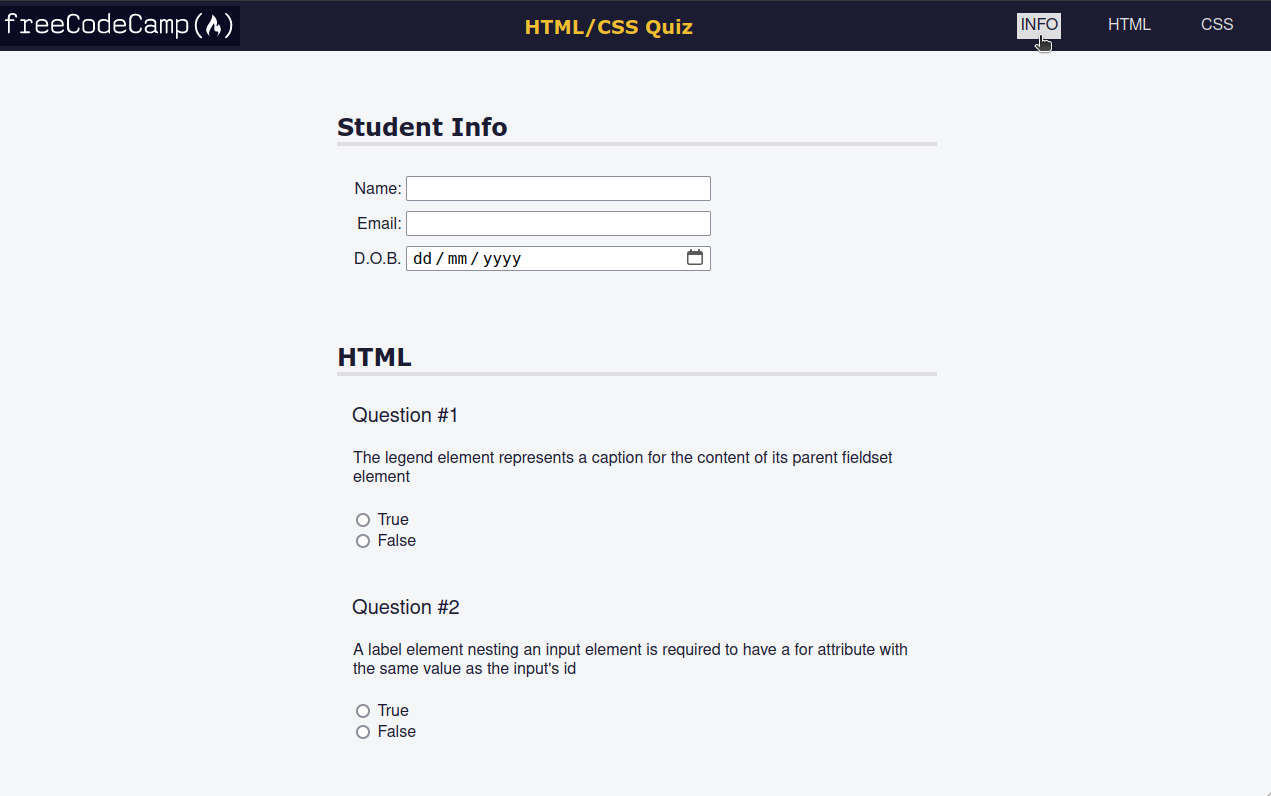 freeCodeCamp(🔥)
HTML/CSS Quiz
INFO
HTML
CSS
Student Info
Name:
Email:
D.O.B.
dd/mm/yyyy
HTML
Question #1
The legend element represents a caption for the content of its parent fieldset
element
True
False
Question #2
A label element nesting an input element is required to have a for attribute with
the same value as the input's id
True
False